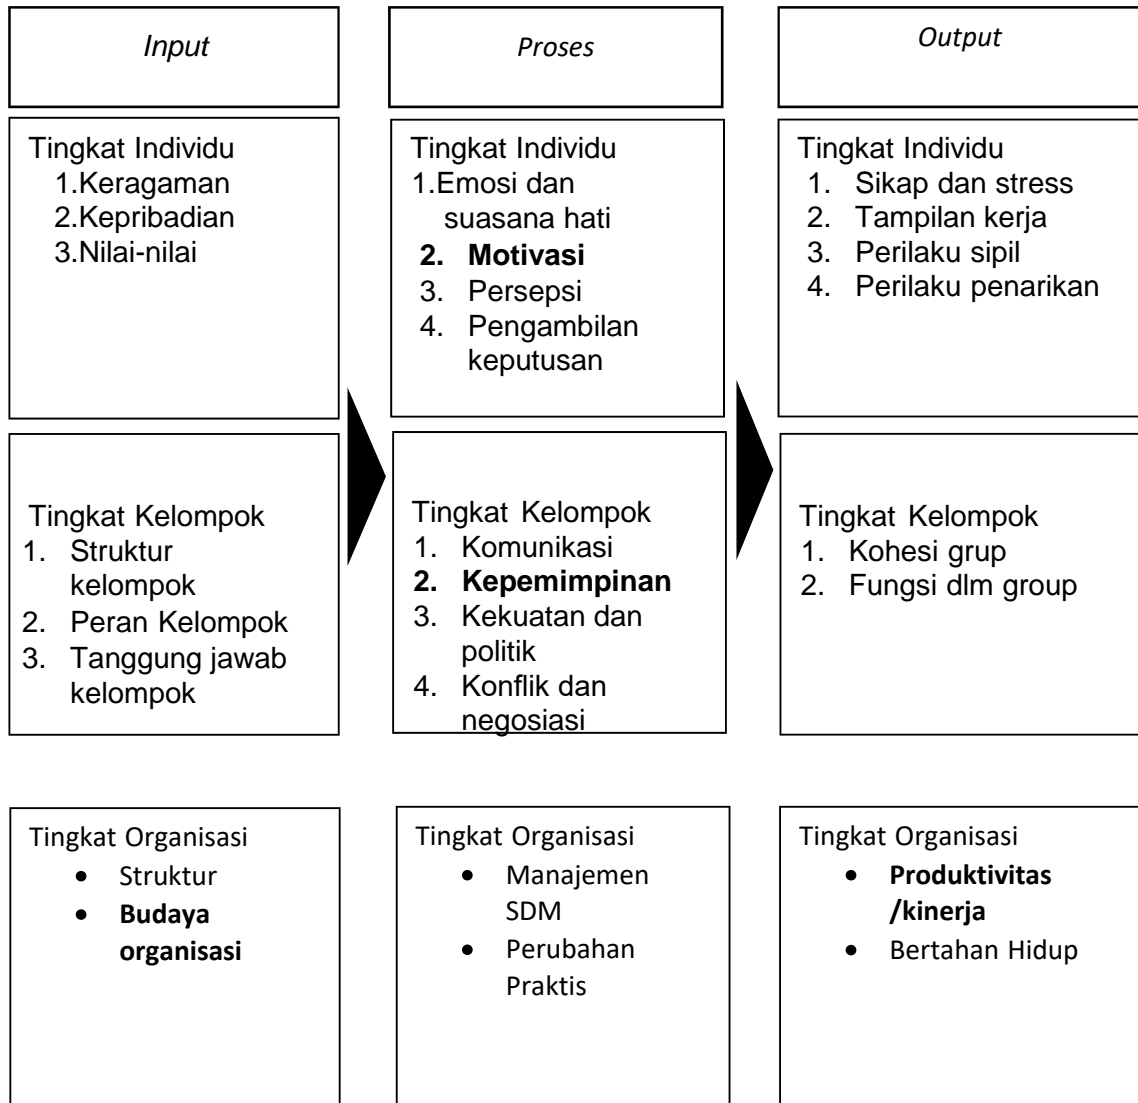 Input
Proses
Output
Tingkat Individu
1.Keragaman
2.Kepribadian
3.Nilai-nilai
Tingkat Individu
1.Emosi dan
suasana hati
2. Motivasi
3. Persepsi
4. Pengambilan
keputusan
Tingkat Individu
1. Sikap dan stress
2. Tampilan kerja
3. Perilaku sipil
4. Perilaku penarikan
Tingkat Kelompok
1. Struktur
kelompok
2. Peran Kelompok
3. Tanggung jawab
kelompok
Tingkat Kelompok
1. Komunikasi
2. Kepemimpinan
3. Kekuatan dan
politik
4. Konflik dan
negosiasi
Tingkat Kelompok
1. Kohesi grup
2. Fungsi dlm group
Tingkat Organisasi
• Struktur
• Budaya
organisasi
Tingkat Organisasi
• Manajemen
SDM
• Perubahan
Praktis
Tingkat Organisasi
• Produktivitas
/kinerja
• Bertahan Hidup